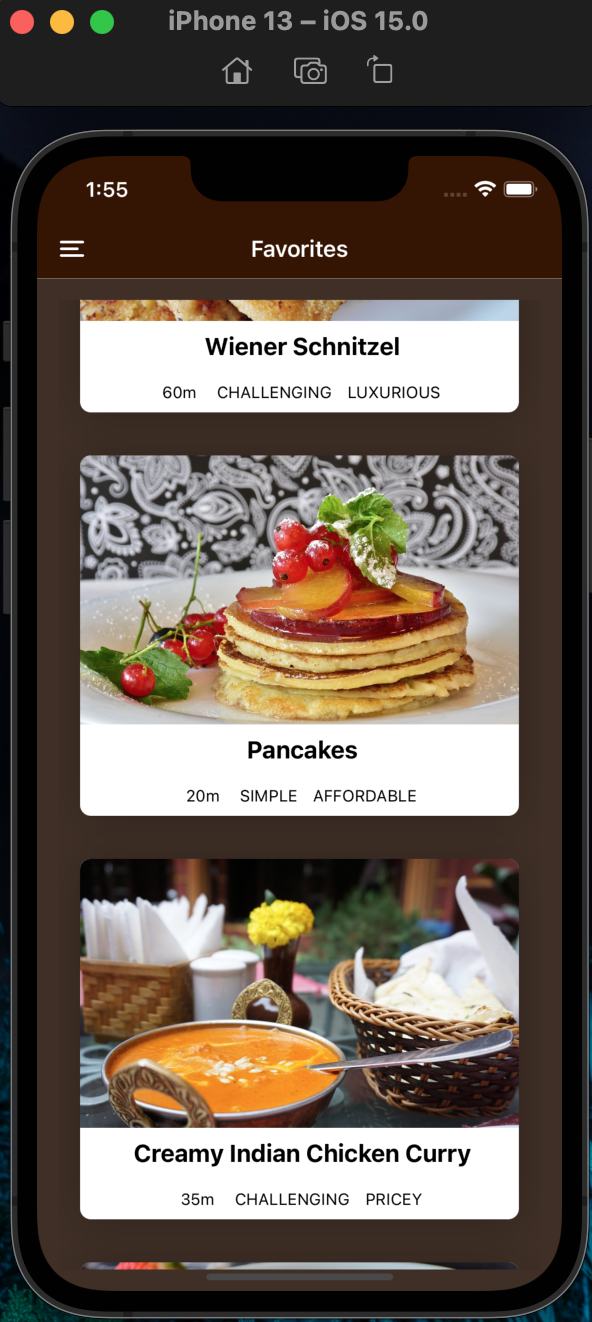 iPhone 13 – iOS 15.0
1:55
Favorites
Wiener Schnitzel
60m CHALLENGING LUXURIOUS
Pancakes
20m SIMPLE AFFORDABLE
Creamy Indian Chicken Curry
35m CHALLENGING PRICEY